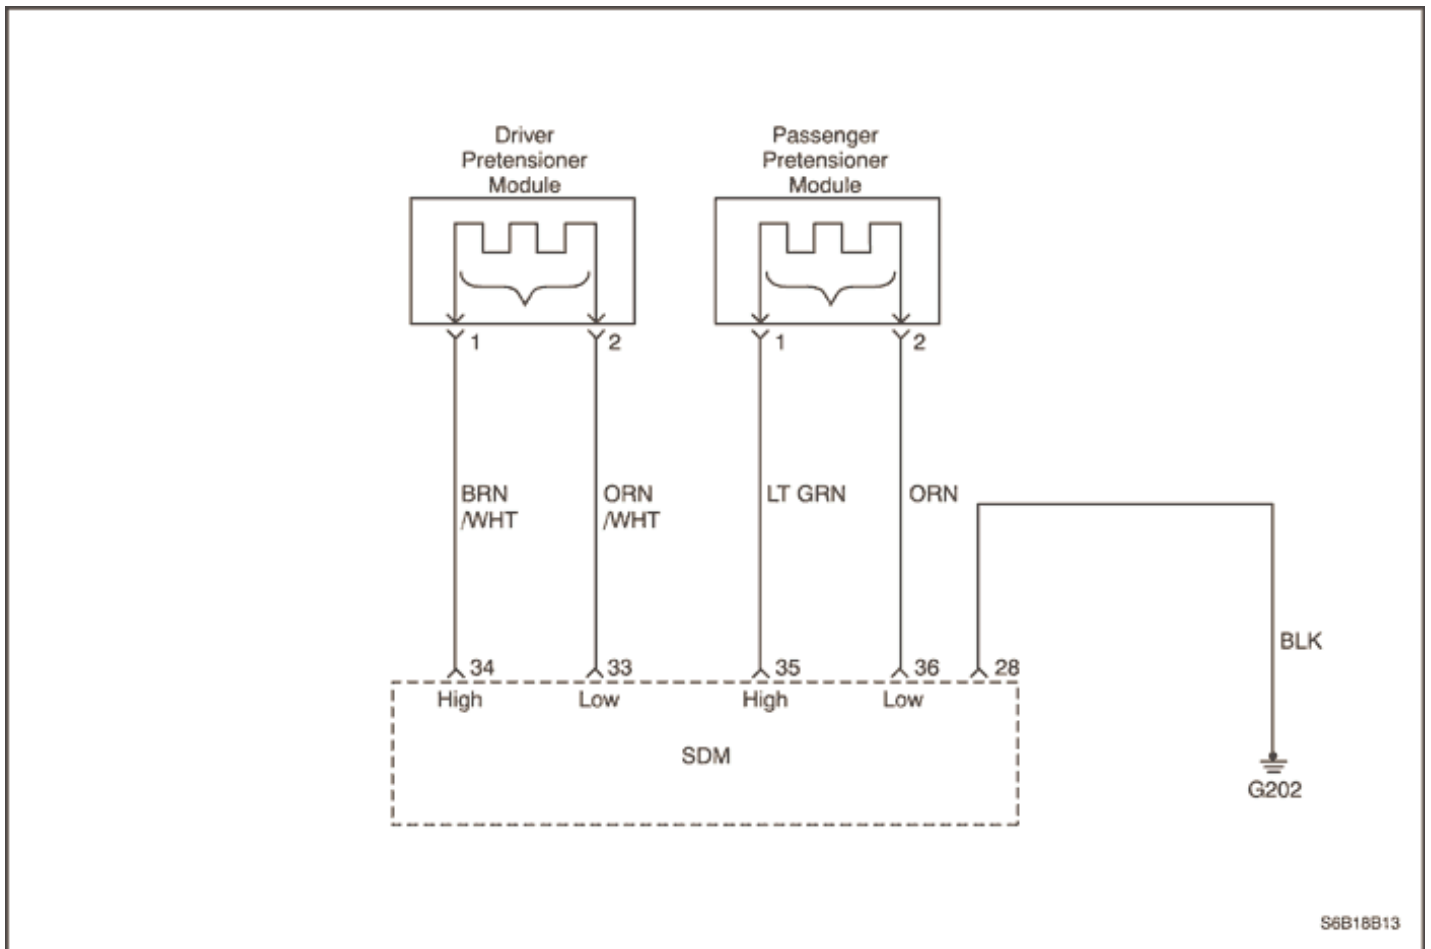 Driver
Pretensioner
Module
Passenger
Pretensioner
Module
1
2
1
2
BRN
/WHT
ORN
/WHT
LT GRN
ORN
BLK
34
33
35
36
28
High
Low
High
Low
SDM
G202
S6B18B13